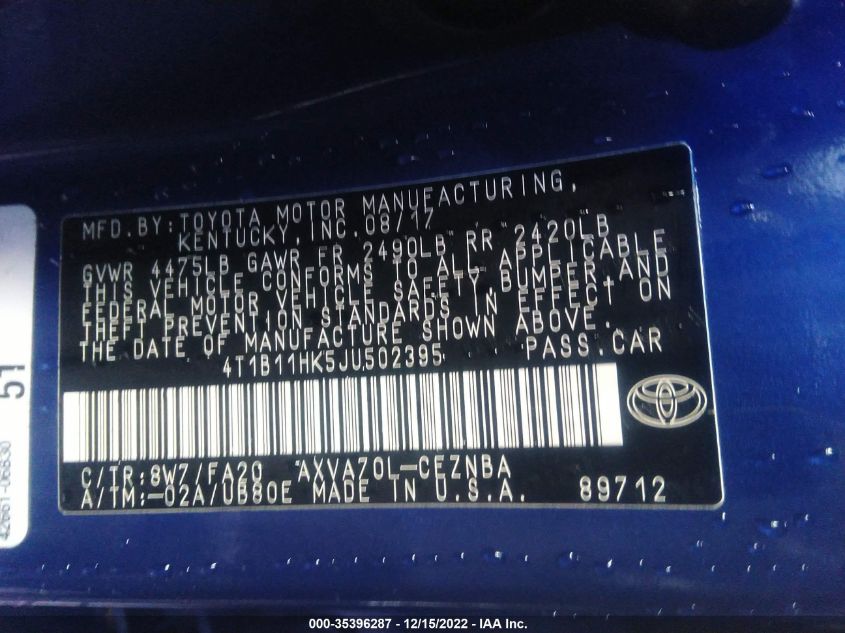 MFD.BY: TOYOTA MOTOR MANUFACTURING,
KENTUCKY, INC. 08/17
GVWR 4475LB GAWR FR 2490LB RR 2420LB
THIS VEHICLE CONFORMS TO ALL APPLICABLE
FEDERAL MOTOR VEHICLE SAFETY, BUMPER AND
THEFT PREVENTION STANDARDS IN EFFECT ON
THE DATE OF MANUFACTURE SHOWN ABOVE.
4T1B11HK5JU502395 PASS.CAR
C/TR:8W7/FA20 AXVA70L-CEZNBA
A/TM:-02A/UB80E MADE IN U.S.A. 89712
51
42661-06830
000-35396287 - 12/15/2022 - IAA Inc.